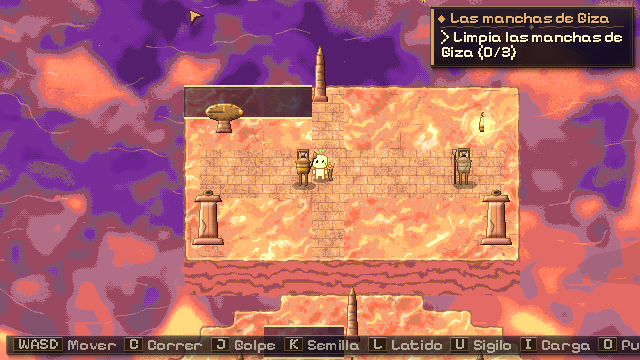 Las manchas de Giza
Limpia las manchas de
Giza (0/3)
WASD Mover C Correr J Golpe K Semilla L Latido U Sigilo I Carga O Pu